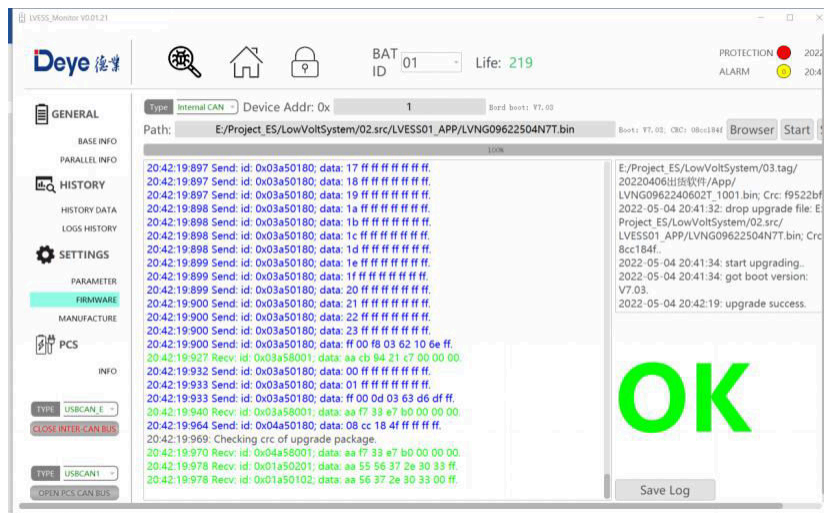 LVESS_Monitor V0.01.21
Deye 德業
BAT ID 01 Life: 219
PROTECTION 2022
ALARM 0 20:4
GENERAL
BASE INFO
PARALLEL INFO
HISTORY
HISTORY DATA
LOGS HISTORY
SETTINGS
PARAMETER
FIRMWARE
MANUFACTURE
PCS
INFO
TYPE USBCAN_E
CLOSE INTER-CAN BUS
TYPE USBCAN1
OPEN PCS CAN BUS
Type Internal CAN Device Addr: 0x 1 Bord boot: V7.03
Path: E:/Project_ES/LowVoltSystem/02.src/LVESS01_APP/LVNG09622504N7T.bin Boot: V7.03; CRC: 08cc184f Browser Start S
100%
20:42:19:897 Send: id: 0x03a50180; data: 17 ff ff ff ff ff ff ff.
20:42:19:897 Send: id: 0x03a50180; data: 18 ff ff ff ff ff ff ff.
20:42:19:897 Send: id: 0x03a50180; data: 19 ff ff ff ff ff ff ff.
20:42:19:898 Send: id: 0x03a50180; data: 1a ff ff ff ff ff ff ff.
20:42:19:898 Send: id: 0x03a50180; data: 1b ff ff ff ff ff ff ff.
20:42:19:898 Send: id: 0x03a50180; data: 1c ff ff ff ff ff ff ff.
20:42:19:898 Send: id: 0x03a50180; data: 1d ff ff ff ff ff ff ff.
20:42:19:899 Send: id: 0x03a50180; data: 1e ff ff ff ff ff ff ff.
20:42:19:899 Send: id: 0x03a50180; data: 1f ff ff ff ff ff ff ff.
20:42:19:899 Send: id: 0x03a50180; data: 20 ff ff ff ff ff ff ff.
20:42:19:900 Send: id: 0x03a50180; data: 21 ff ff ff ff ff ff ff.
20:42:19:900 Send: id: 0x03a50180; data: 22 ff ff ff ff ff ff ff.
20:42:19:900 Send: id: 0x03a50180; data: 23 ff ff ff ff ff ff ff.
20:42:19:900 Send: id: 0x03a50180; data: ff 00 f8 03 62 10 6e ff.
20:42:19:927 Recv: id: 0x03a58001; data: aa cb 94 21 c7 00 00 00.
20:42:19:932 Send: id: 0x03a50180; data: 00 ff ff ff ff ff ff ff.
20:42:19:933 Send: id: 0x03a50180; data: 01 ff ff ff ff ff ff ff.
20:42:19:933 Send: id: 0x03a50180; data: ff 00 0d 03 63 d6 df ff.
20:42:19:940 Recv: id: 0x03a58001; data: aa f7 33 e7 b0 00 00 00.
20:42:19:964 Send: id: 0x04a50180; data: 08 cc 18 4f ff ff ff ff.
20:42:19:969: Checking crc of upgrade package.
20:42:19:970 Recv: id: 0x04a58001; data: aa f7 33 e7 b0 00 00 00.
20:42:19:978 Recv: id: 0x01a50201; data: aa 55 56 37 2e 30 33 ff.
20:42:19:978 Recv: id: 0x01a50102; data: aa 56 37 2e 30 33 00 ff.
E:/Project_ES/LowVoltSystem/03.tag/
20220406出货软件/App/
LVNG0962240602T_1001.bin; Crc: f9522bf
2022-05-04 20:41:32: drop upgrade file: E:
Project_ES/LowVoltSystem/02.src/
LVESS01_APP/LVNG09622504N7T.bin; Crc
8cc184f..
2022-05-04 20:41:34: start upgrading..
2022-05-04 20:41:34: got boot version:
V7.03.
2022-05-04 20:42:19: upgrade success.
OK
Save Log